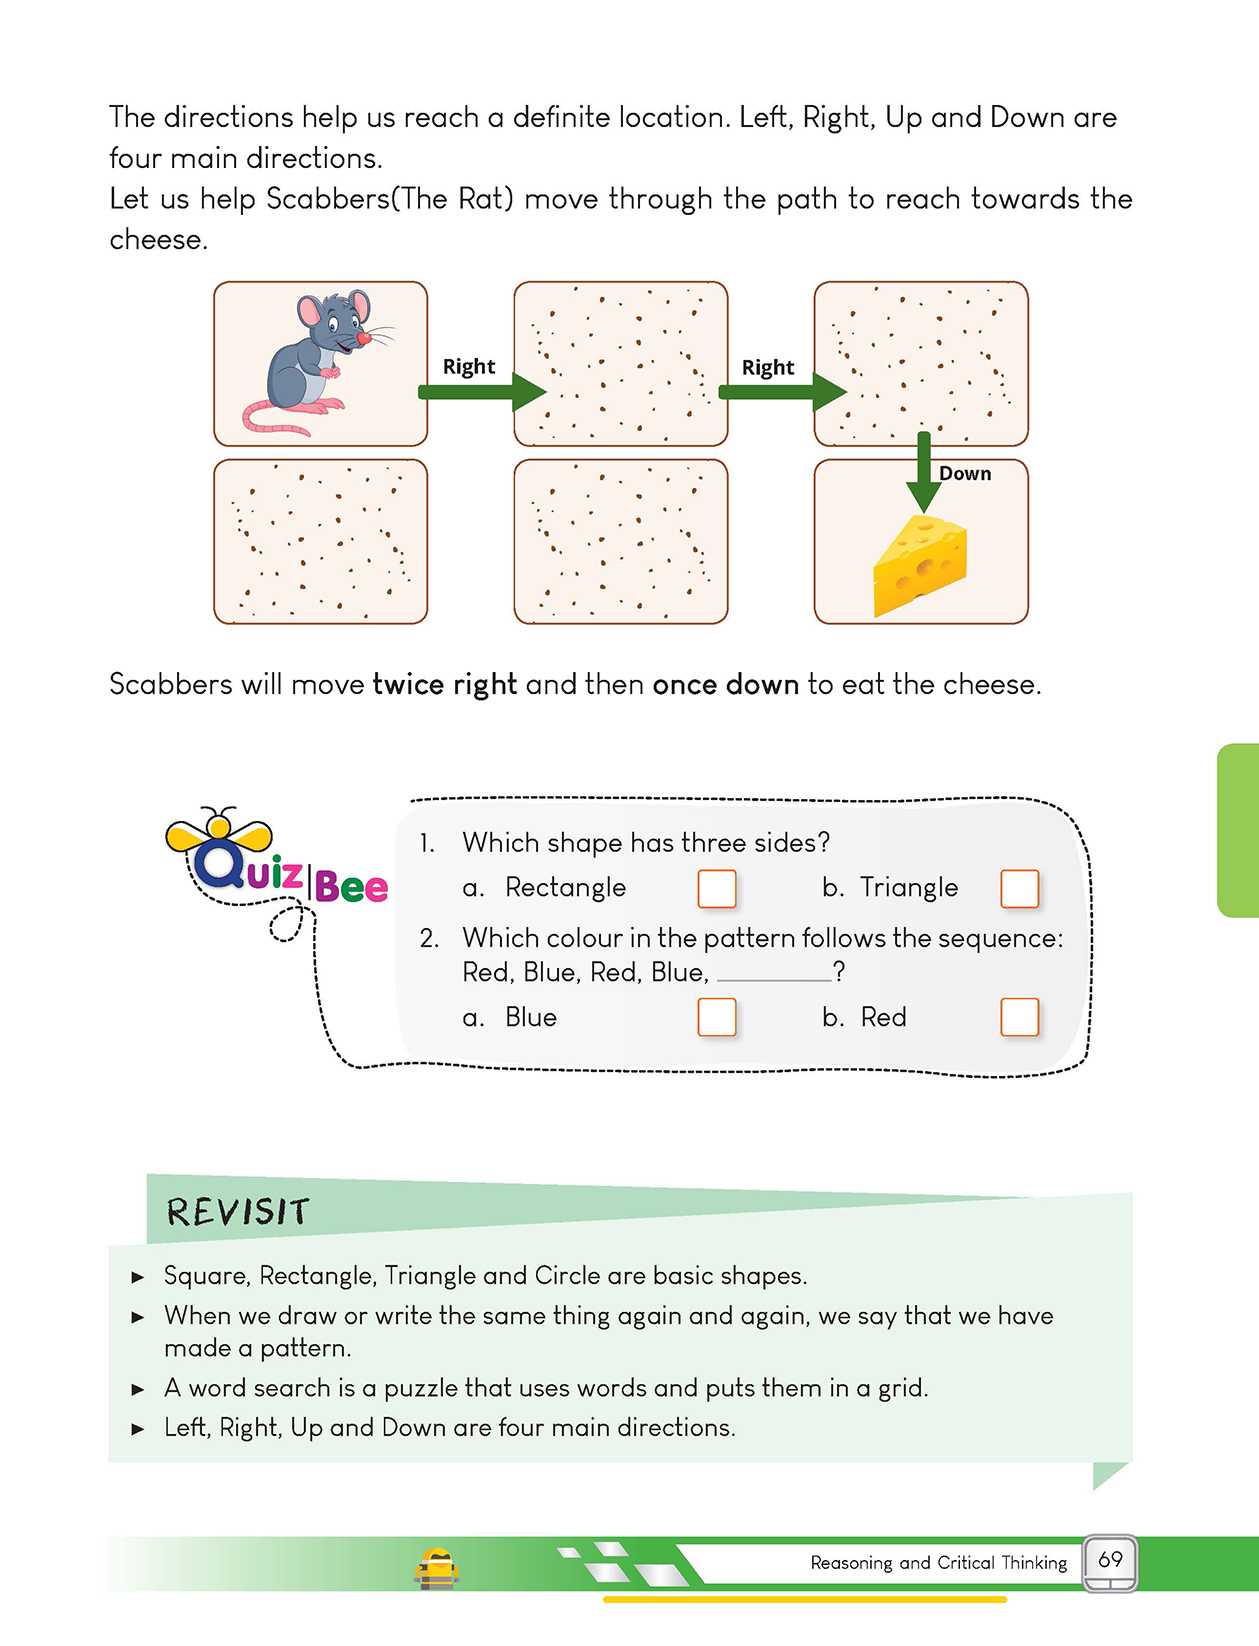 The directions help us reach a definite location. Left, Right, Up and Down are
four main directions.
Let us help Scabbers(The Rat) move through the path to reach towards the
cheese.
Right
Right
Down
Scabbers will move twice right and then once down to eat the cheese.
Quiz Bee
1. Which shape has three sides?
a. Rectangle b. Triangle
2. Which colour in the pattern follows the sequence:
Red, Blue, Red, Blue, ________?
a. Blue b. Red
REVISIT
► Square, Rectangle, Triangle and Circle are basic shapes.
► When we draw or write the same thing again and again, we say that we have
made a pattern.
► A word search is a puzzle that uses words and puts them in a grid.
► Left, Right, Up and Down are four main directions.
Reasoning and Critical Thinking 69